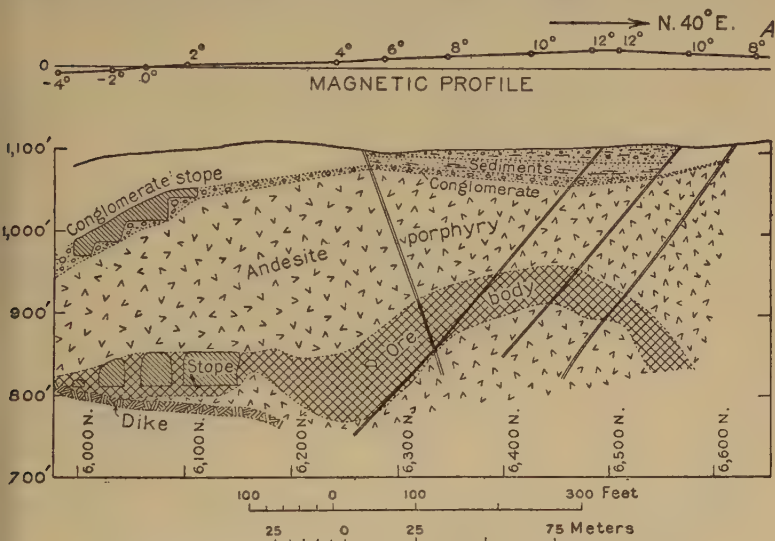 N. 40° E.
A
-4° -2° 0° 2° 4° 6° 8° 10° 12° 12° 10° 8°
0
MAGNETIC PROFILE
1,100'
Sediments
Conglomerate
Conglomerate stope
1,000'
porphyry
Andesite
900'
body
Ore
Stope
800'
Dike
6,000 N. 6,100 N. 6,200 N. 6,300 N. 6,400 N. 6,500 N. 6,600 N.
700'
100 0 100 300 Feet
25 0 25 75 Meters